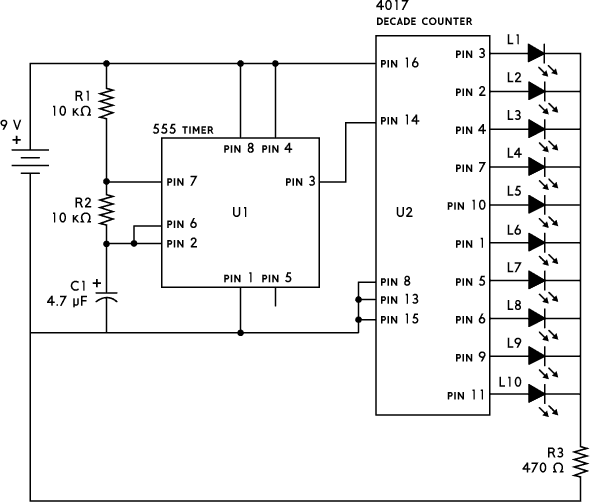 4017
DECADE COUNTER
9 V
+
R1
10 KΩ
R2
10 KΩ
C1 +
4.7 µF
555 TIMER
PIN 8 PIN 4
PIN 7
PIN 3
U1
PIN 6
PIN 2
PIN 1 PIN 5
PIN 16
PIN 14
U2
PIN 8
PIN 13
PIN 15
PIN 3
L1
PIN 2
L2
PIN 4
L3
PIN 7
L4
PIN 10
L5
PIN 1
L6
PIN 5
L7
PIN 6
L8
PIN 9
L9
PIN 11
L10
R3
470 Ω